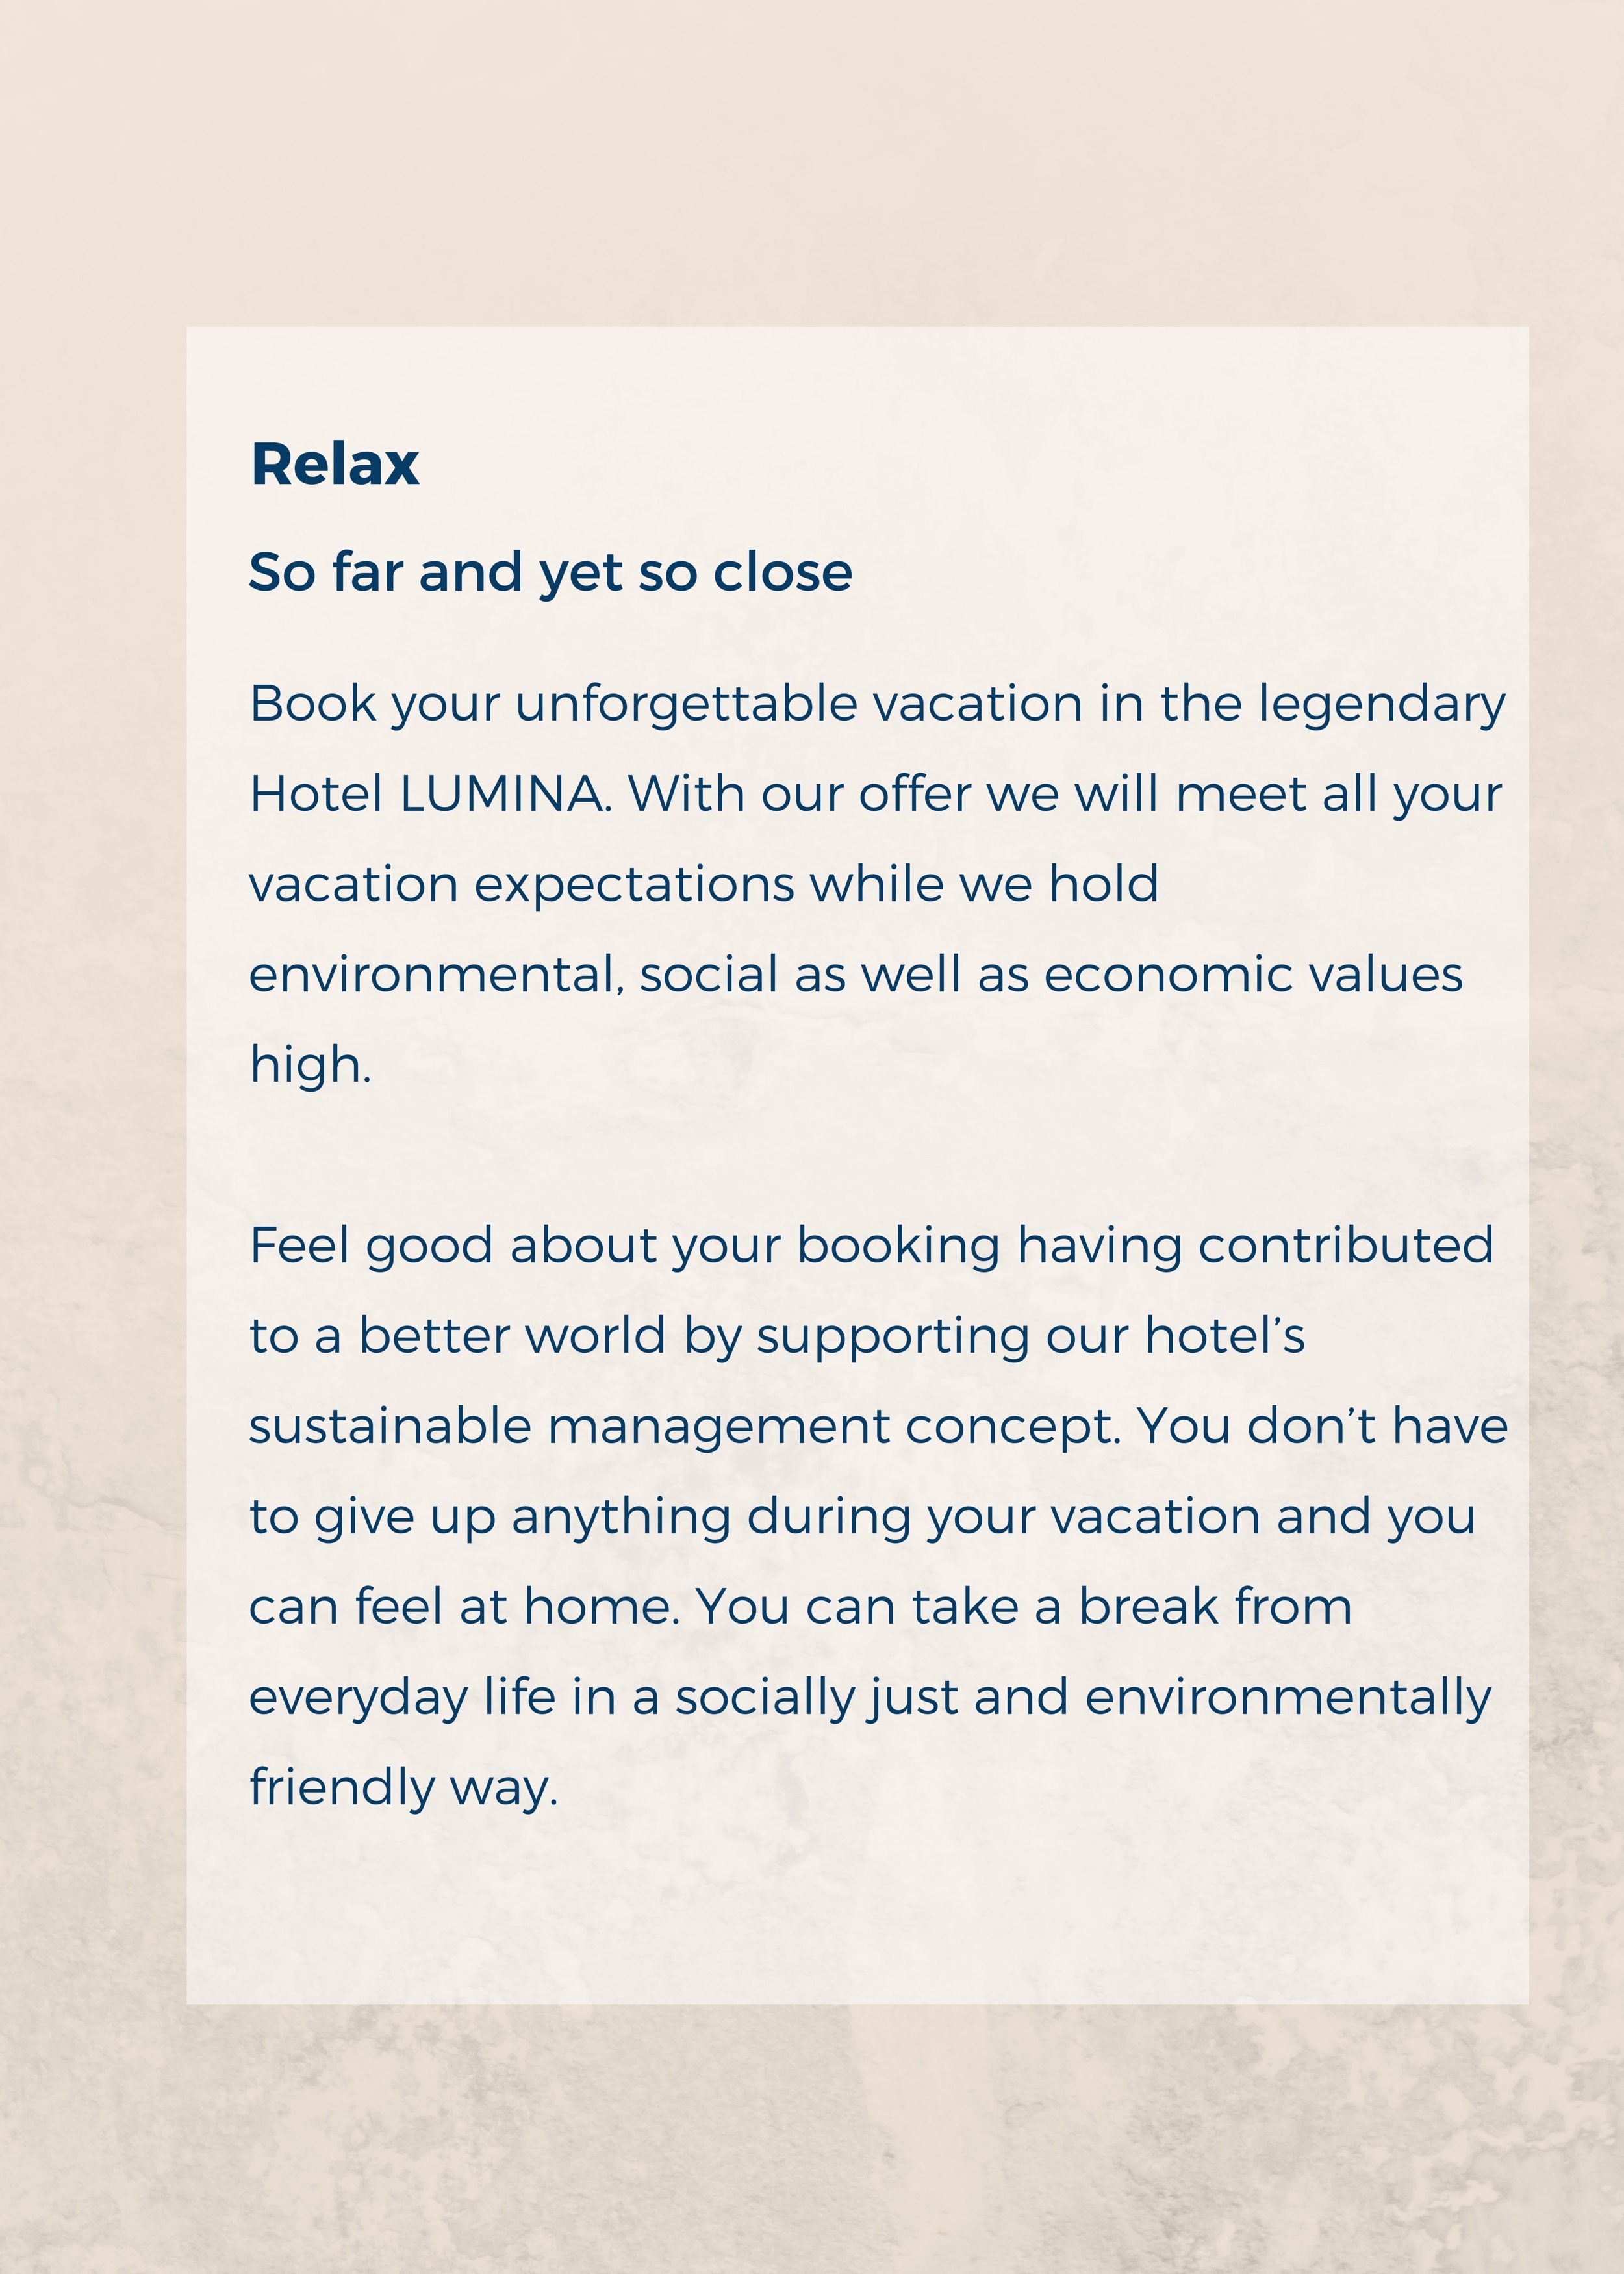 Relax
So far and yet so close
Book your unforgettable vacation in the legendary
Hotel LUMINA. With our offer we will meet all your
vacation expectations while we hold
environmental, social as well as economic values
high.
Feel good about your booking having contributed
to a better world by supporting our hotel’s
sustainable management concept. You don’t have
to give up anything during your vacation and you
can feel at home. You can take a break from
everyday life in a socially just and environmentally
friendly way.